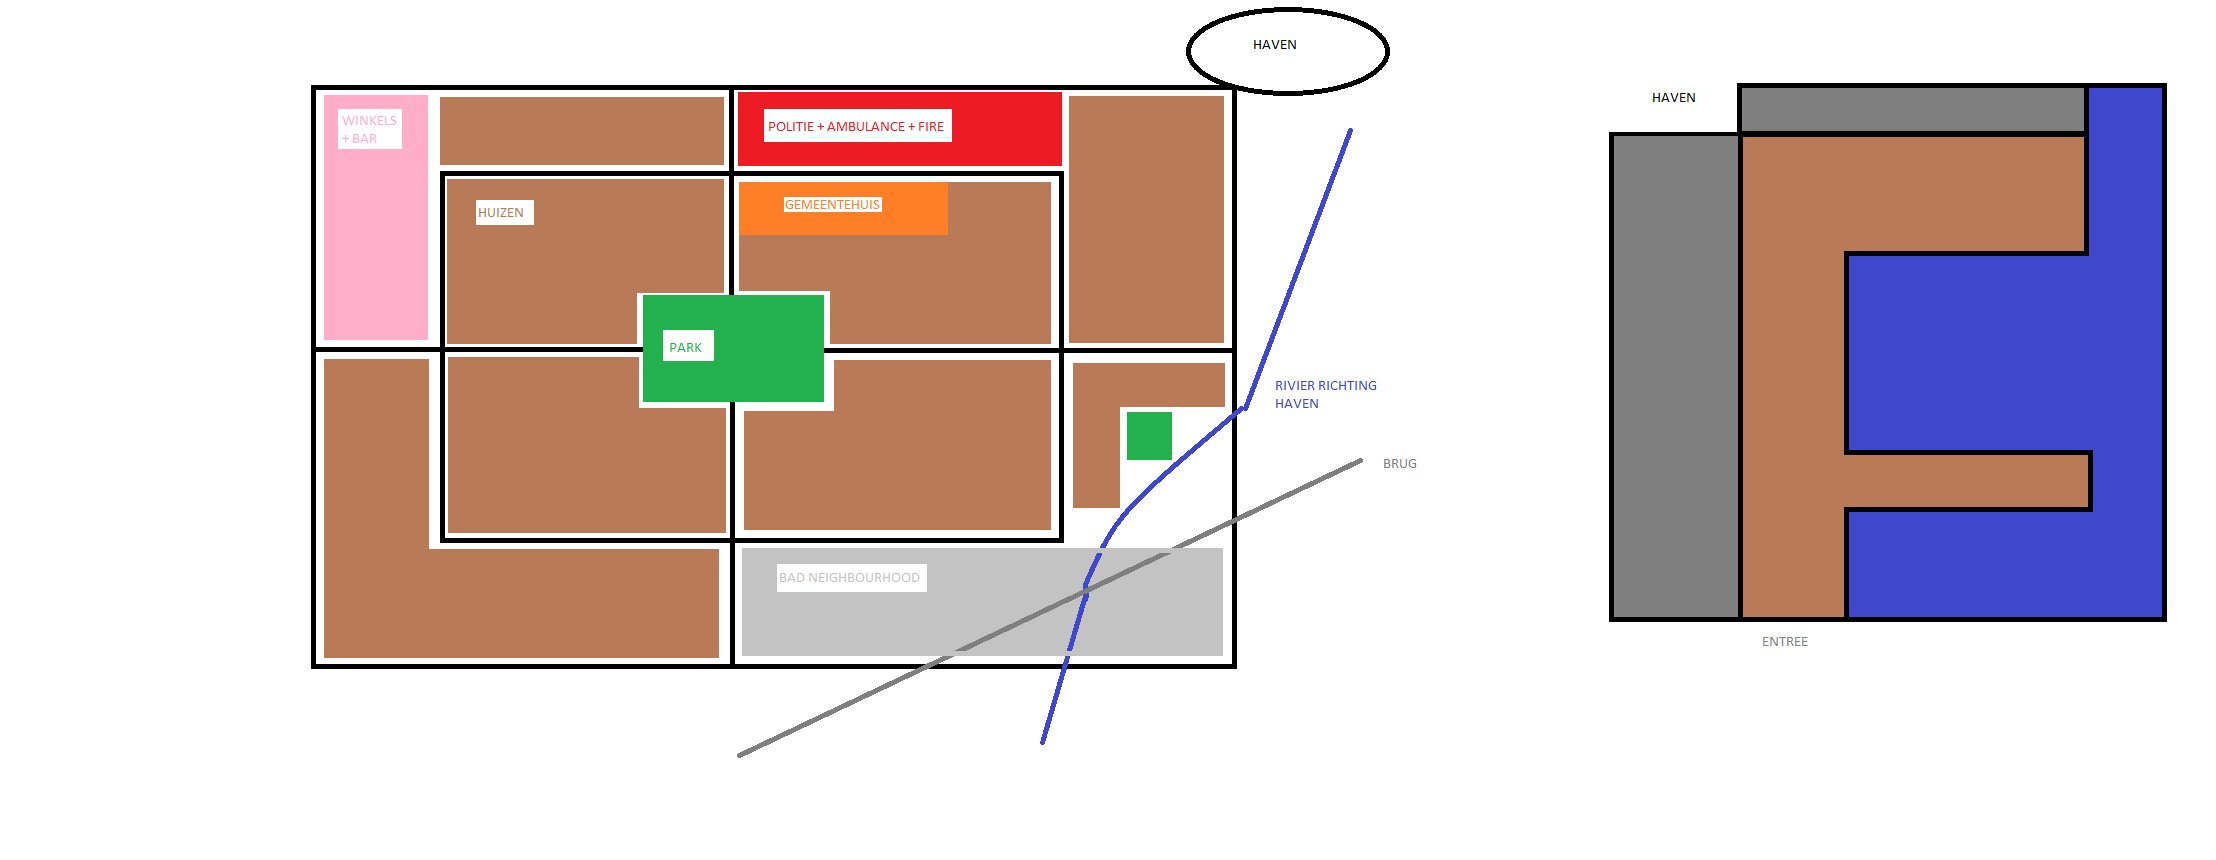 HAVEN
HAVEN
WINKELS
+ BAR
POLITIE + AMBULANCE + FIRE
HUIZEN
GEMEENTEHUIS
PARK
RIVIER RICHTING
HAVEN
BRUG
BAD NEIGHBOURHOOD
ENTREE